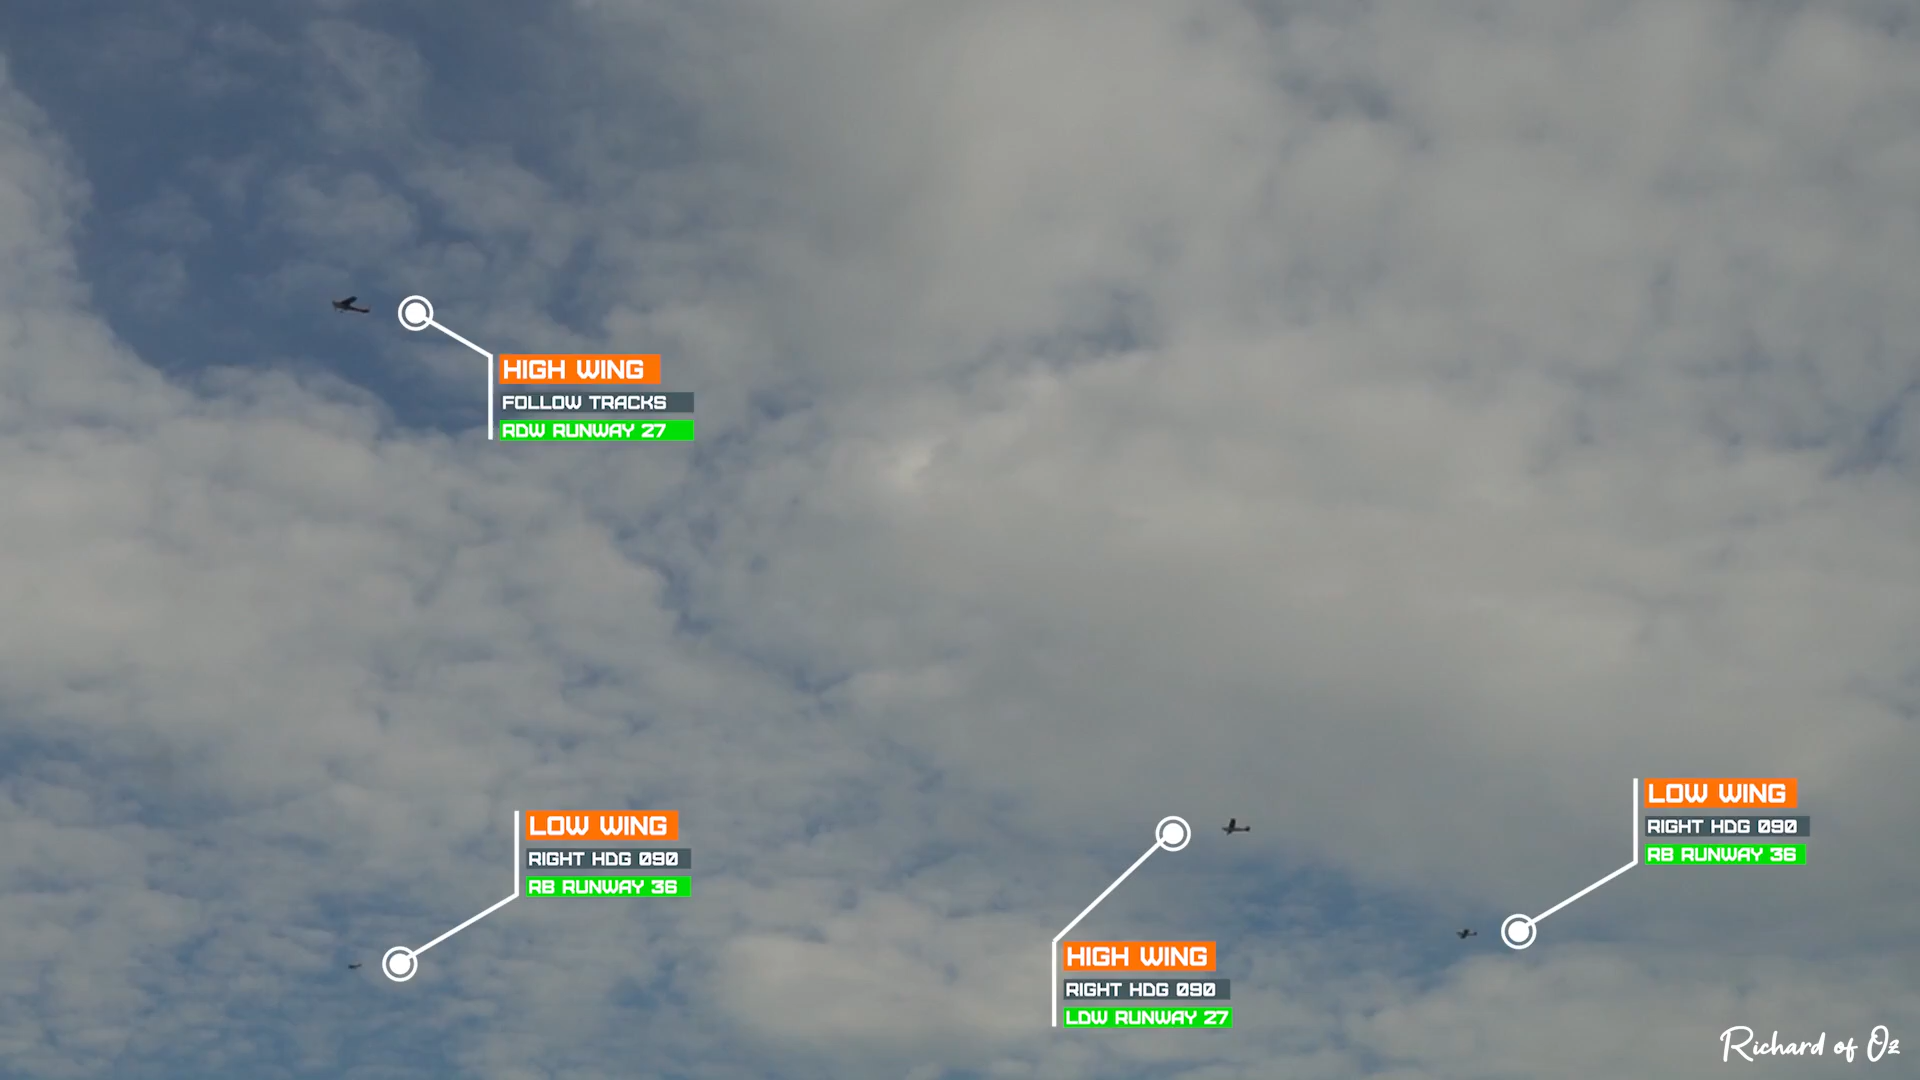 HIGH WING
FOLLOW TRACKS
RDW RUNWAY 27
LOW WING
RIGHT HDG 090
RB RUNWAY 36
LOW WING
RIGHT HDG 090
RB RUNWAY 36
HIGH WING
RIGHT HDG 090
LDW RUNWAY 27
Richard of Oz